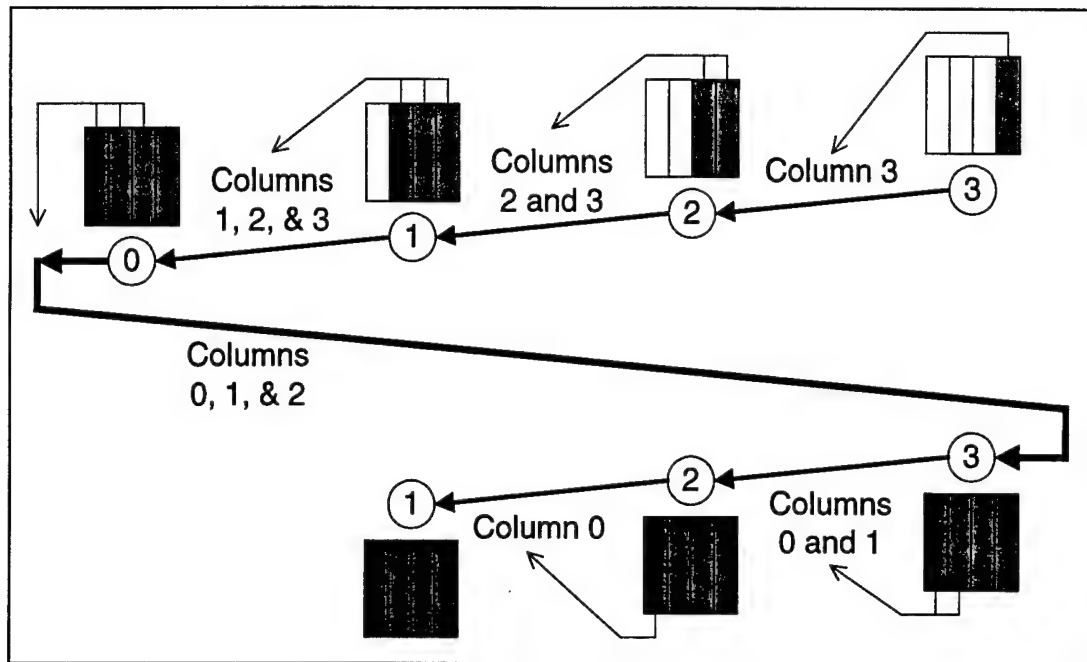 Columns
1, 2, & 3
Columns
2 and 3
Column 3
3
2
1
0
Columns
0, 1, & 2
3
2
1
Column 0
Columns
0 and 1